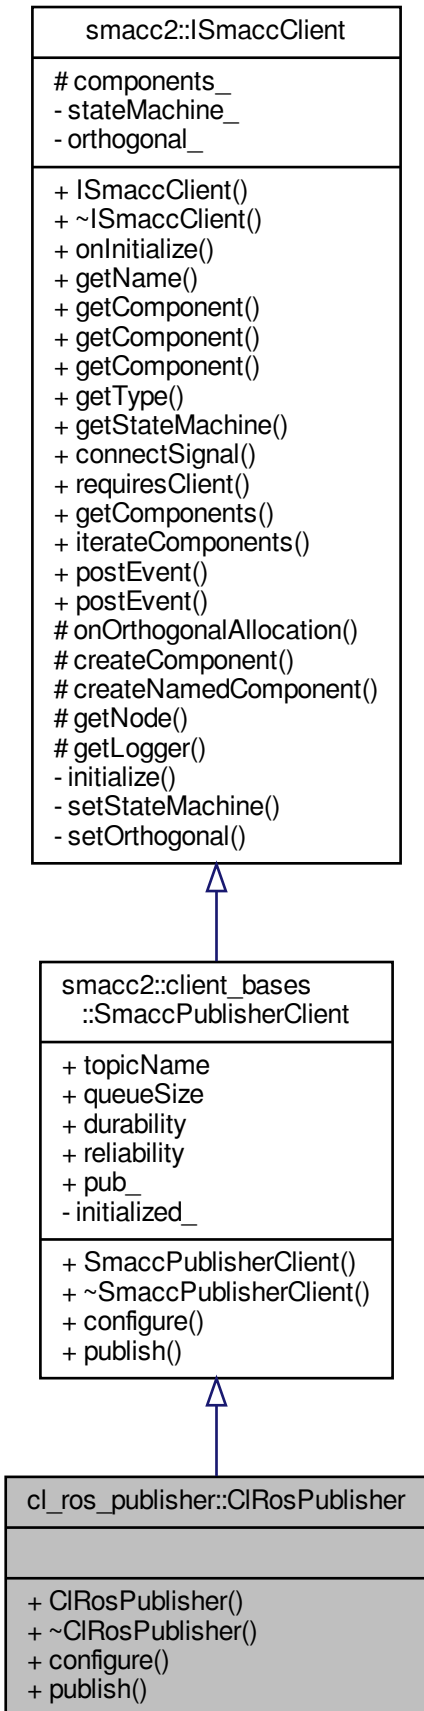 smacc2::ISmaccClient
# components_
- stateMachine_
- orthogonal_
+ ISmaccClient()
+ ~ISmaccClient()
+ onInitialize()
+ getName()
+ getComponent()
+ getComponent()
+ getComponent()
+ getType()
+ getStateMachine()
+ connectSignal()
+ requiresClient()
+ getComponents()
+ iterateComponents()
+ postEvent()
+ postEvent()
# onOrthogonalAllocation()
# createComponent()
# createNamedComponent()
# getNode()
# getLogger()
- initialize()
- setStateMachine()
- setOrthogonal()
smacc2::client_bases
::SmaccPublisherClient
+ topicName
+ queueSize
+ durability
+ reliability
+ pub_
- initialized_
+ SmaccPublisherClient()
+ ~SmaccPublisherClient()
+ configure()
+ publish()
cl_ros_publisher::ClRosPublisher
+ ClRosPublisher()
+ ~ClRosPublisher()
+ configure()
+ publish()